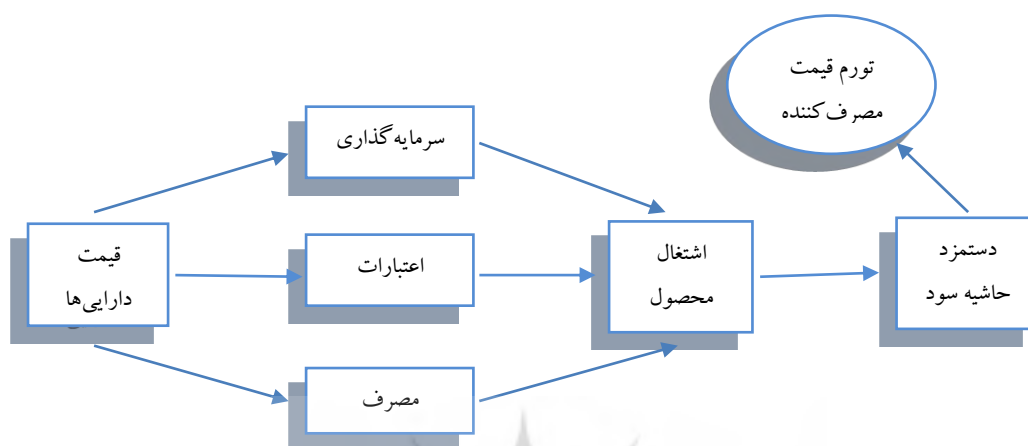 تورم قیمت
مصرف‌کننده
سرمایه‌گذاری
قیمت
دارایی‌ها
اعتبارات
اشتغال
محصول
دستمزد
حاشیه سود
مصرف